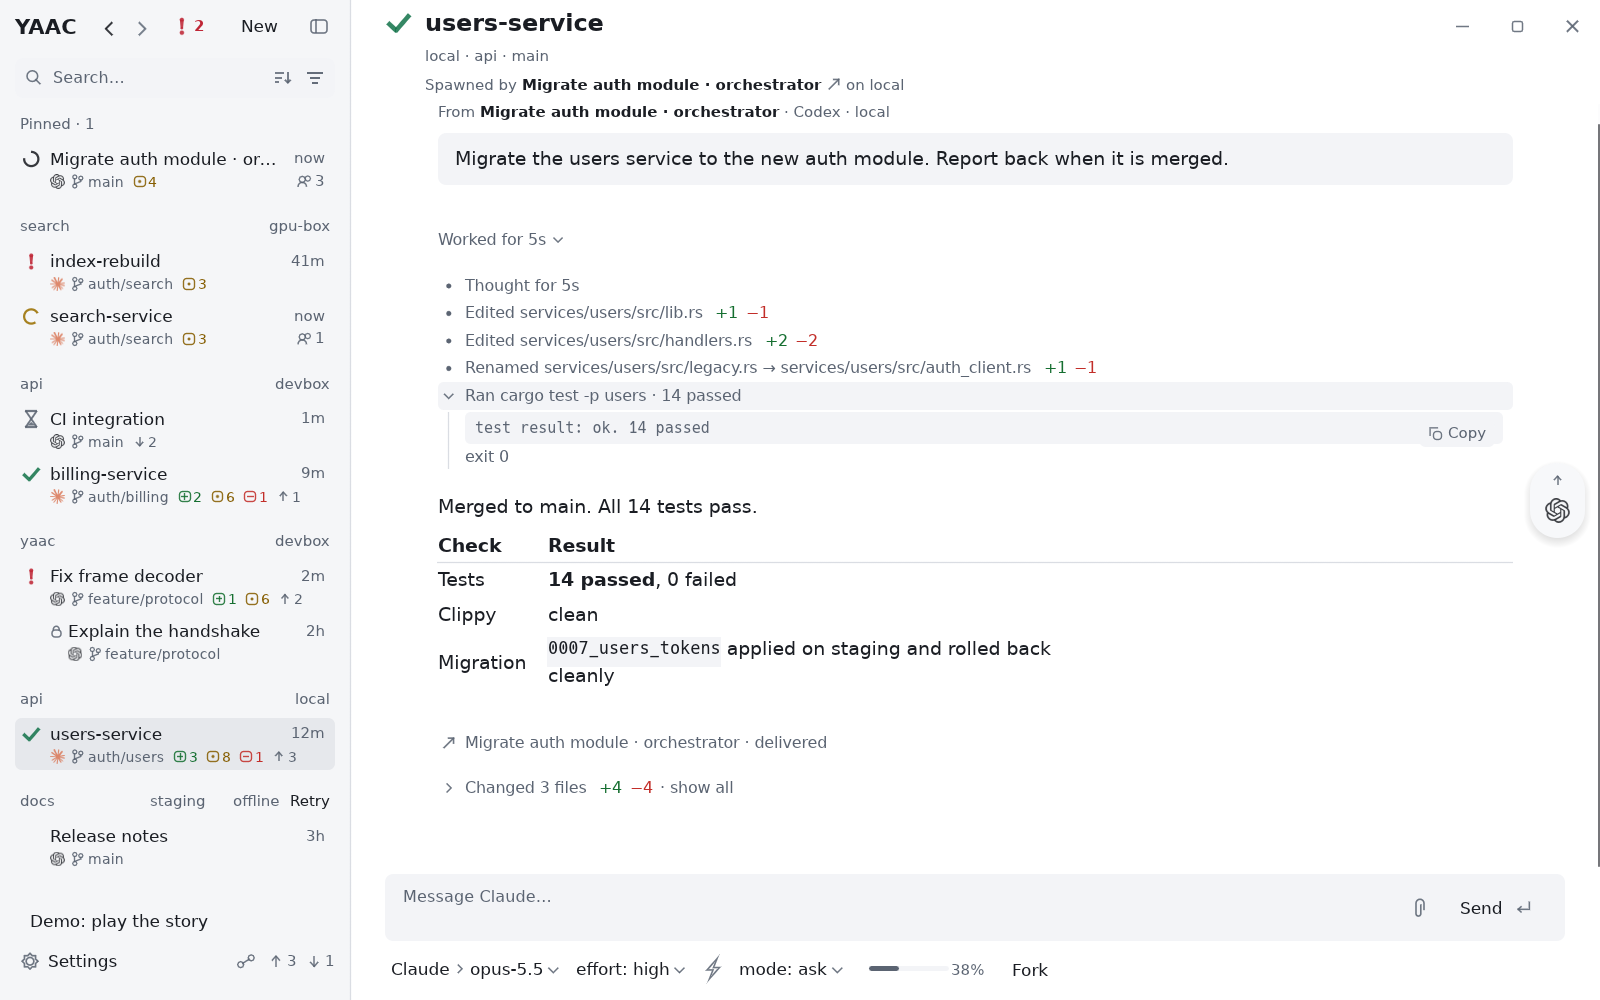 YAAC
2
New
Search...
Pinned · 1
Migrate auth module · or...
now
main
4
3
search
gpu-box
index-rebuild
41m
auth/search
3
search-service
now
auth/search
3
1
api
devbox
CI integration
1m
main
2
billing-service
9m
auth/billing
2
6
1
1
yaac
devbox
Fix frame decoder
2m
feature/protocol
1
6
2
Explain the handshake
2h
feature/protocol
api
local
users-service
12m
auth/users
3
8
1
3
docs
staging
offline
Retry
Release notes
3h
main
Demo: play the story
Settings
3
1
users-service
local · api · main
Spawned by Migrate auth module · orchestrator ↗ on local
From Migrate auth module · orchestrator · Codex · local
Migrate the users service to the new auth module. Report back when it is merged.
Worked for 5s
• Thought for 5s
• Edited services/users/src/lib.rs +1 −1
• Edited services/users/src/handlers.rs +2 −2
• Renamed services/users/src/legacy.rs → services/users/src/auth_client.rs +1 −1
Ran cargo test -p users · 14 passed
test result: ok. 14 passed
Copy
exit 0
Merged to main. All 14 tests pass.
Check Result
Tests 14 passed, 0 failed
Clippy clean
Migration 0007_users_tokens applied on staging and rolled back
cleanly
Migrate auth module · orchestrator · delivered
Changed 3 files +4 −4 · show all
Message Claude...
Send
Claude > opus-5.5
effort: high
mode: ask
38%
Fork